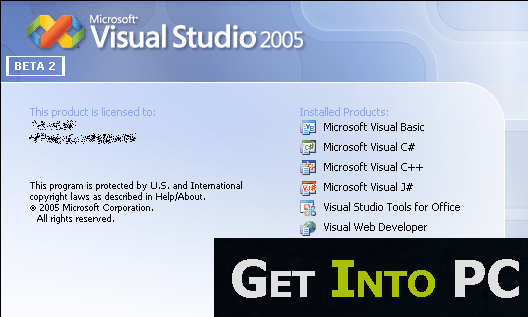 Microsoft®
Visual Studio 2005
BETA 2
This product is licensed to:
Installed Products:
Microsoft Visual Basic
Microsoft Visual C#
Microsoft Visual C++
Microsoft Visual J#
Visual Studio Tools for Office
Visual Web Developer
This program is protected by U.S. and International
copyright laws as described in Help/About.
© 2005 Microsoft Corporation.
All rights reserved.
GET INTO PC